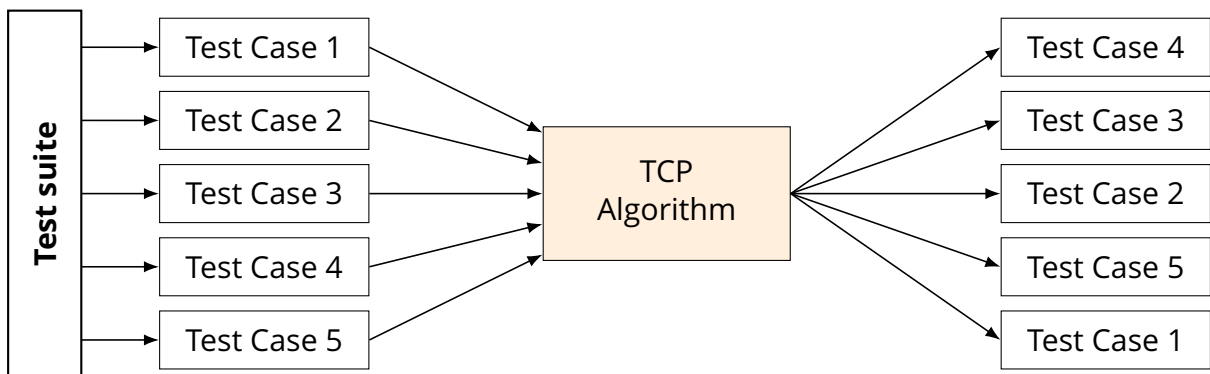 Test suite
Test Case 1
Test Case 2
Test Case 3
Test Case 4
Test Case 5
TCP
Algorithm
Test Case 4
Test Case 3
Test Case 2
Test Case 5
Test Case 1